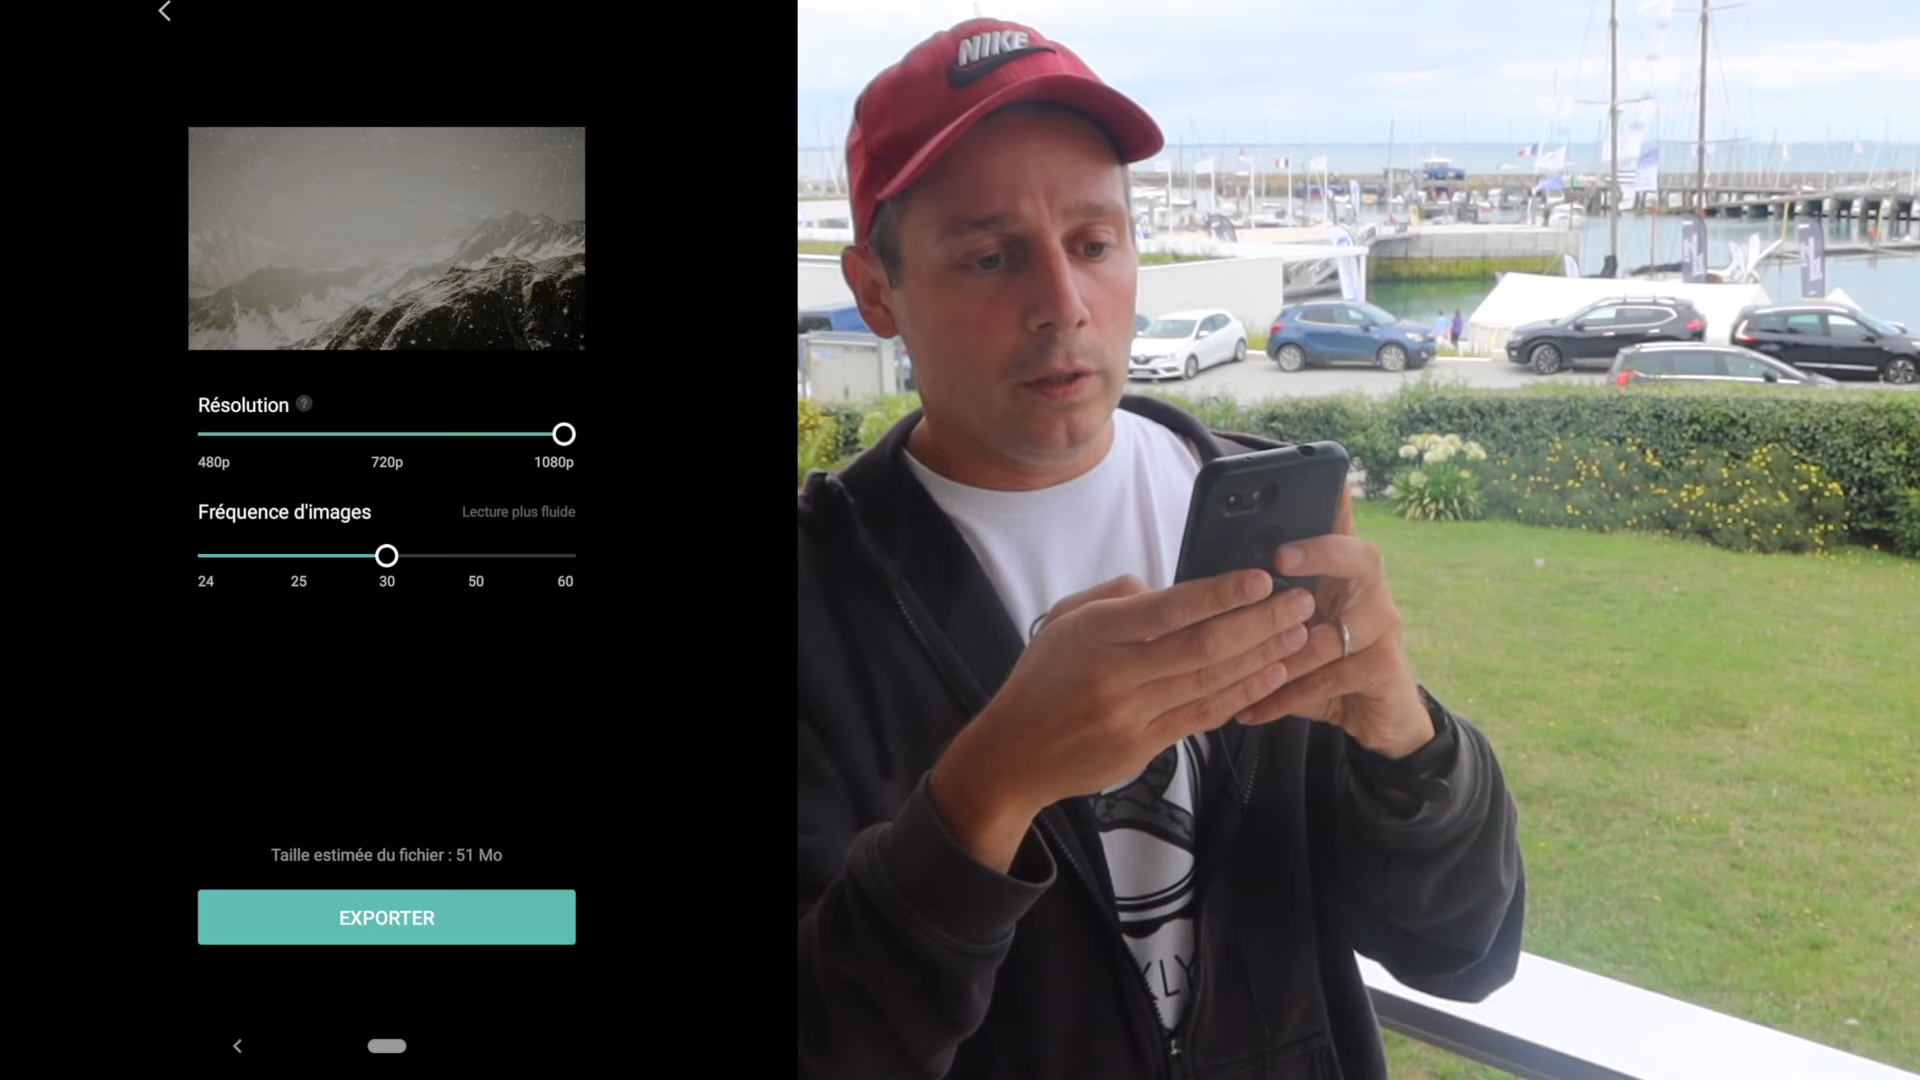 Résolution ?
480p 720p 1080p
Fréquence d'images Lecture plus fluide
24 25 30 50 60
Taille estimée du fichier : 51 Mo
EXPORTER
NIKE
KLY